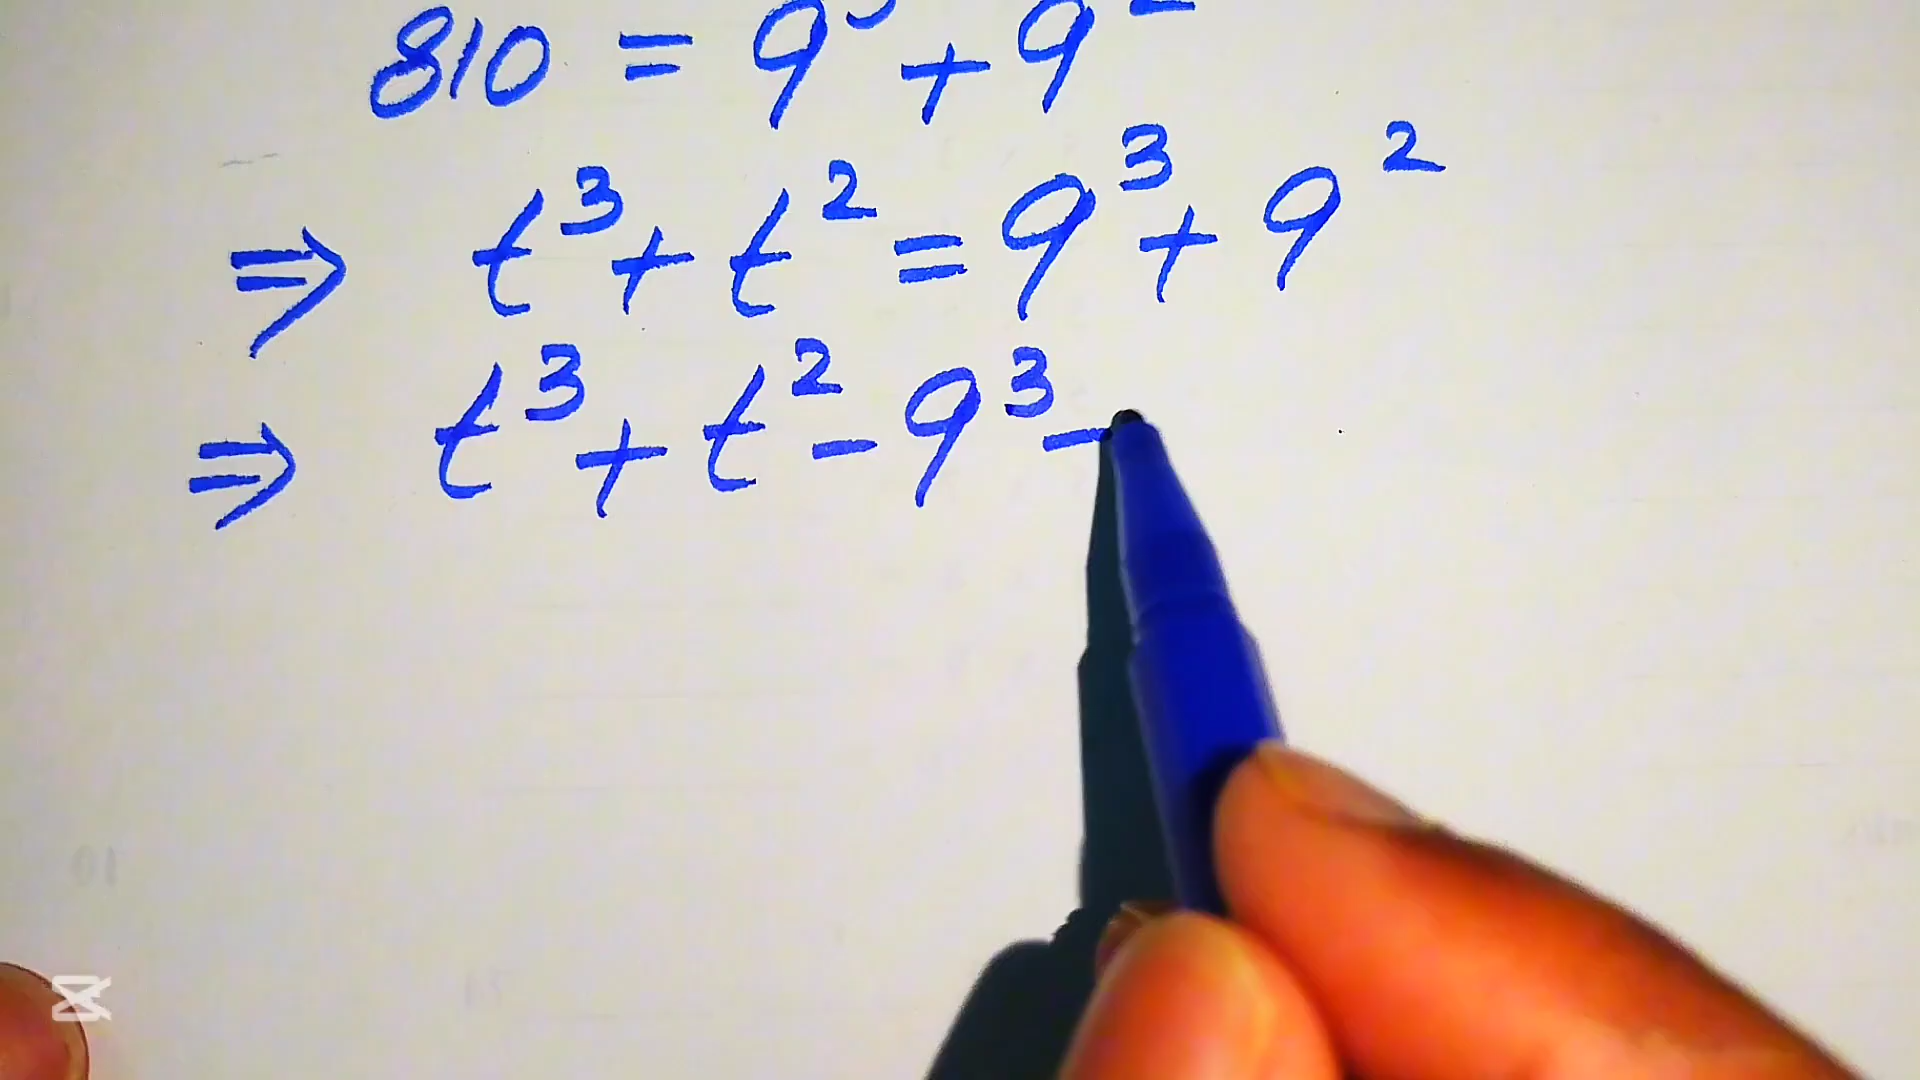 810 = 9³ + 9²
⇒ t³ + t² = 9³ + 9²
⇒ t³ + t² - 9³ -